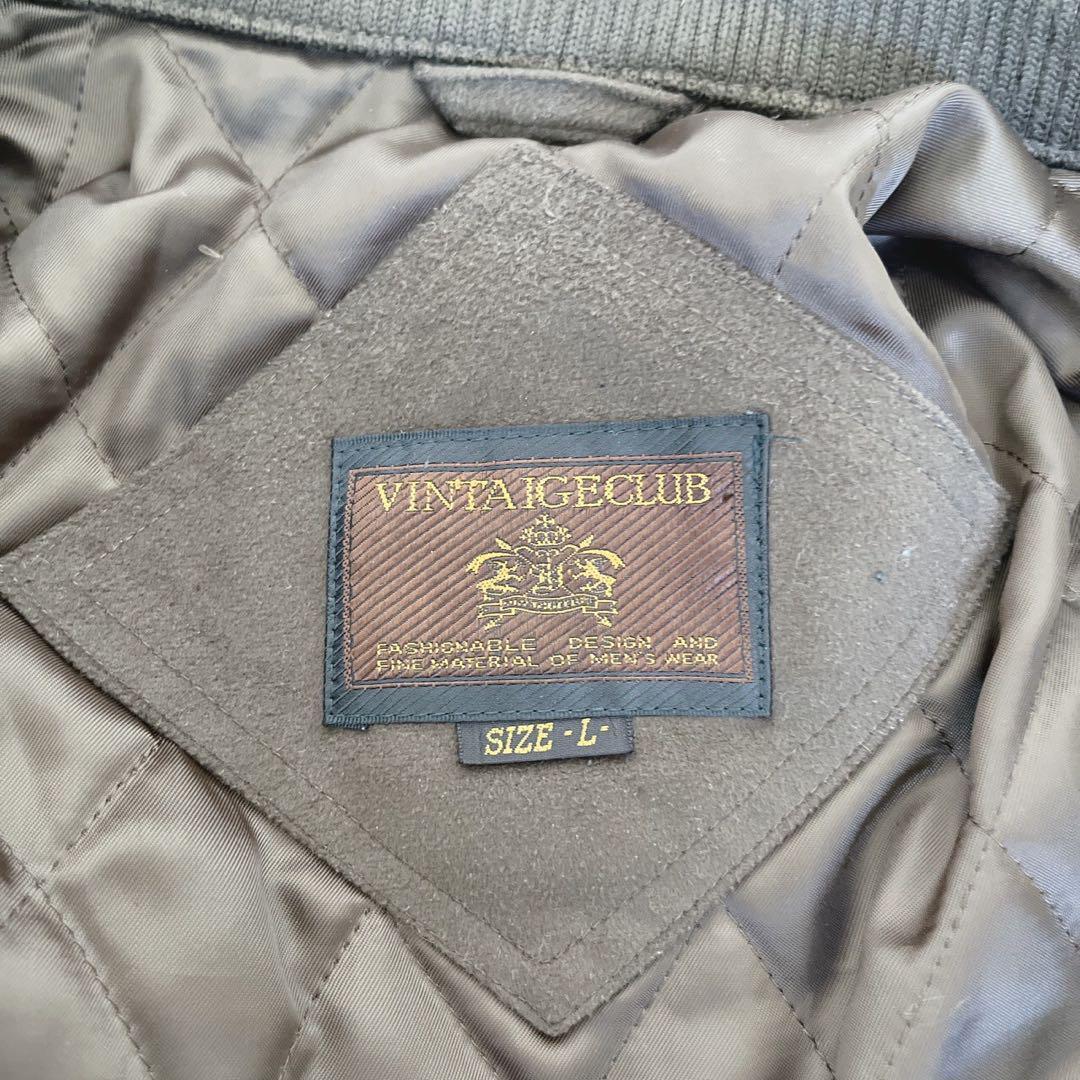 VINTAIGECLUB
FASHIONABLE DESIGN AND
FINE MATERIAL OF MEN'S WEAR
SIZE -L-